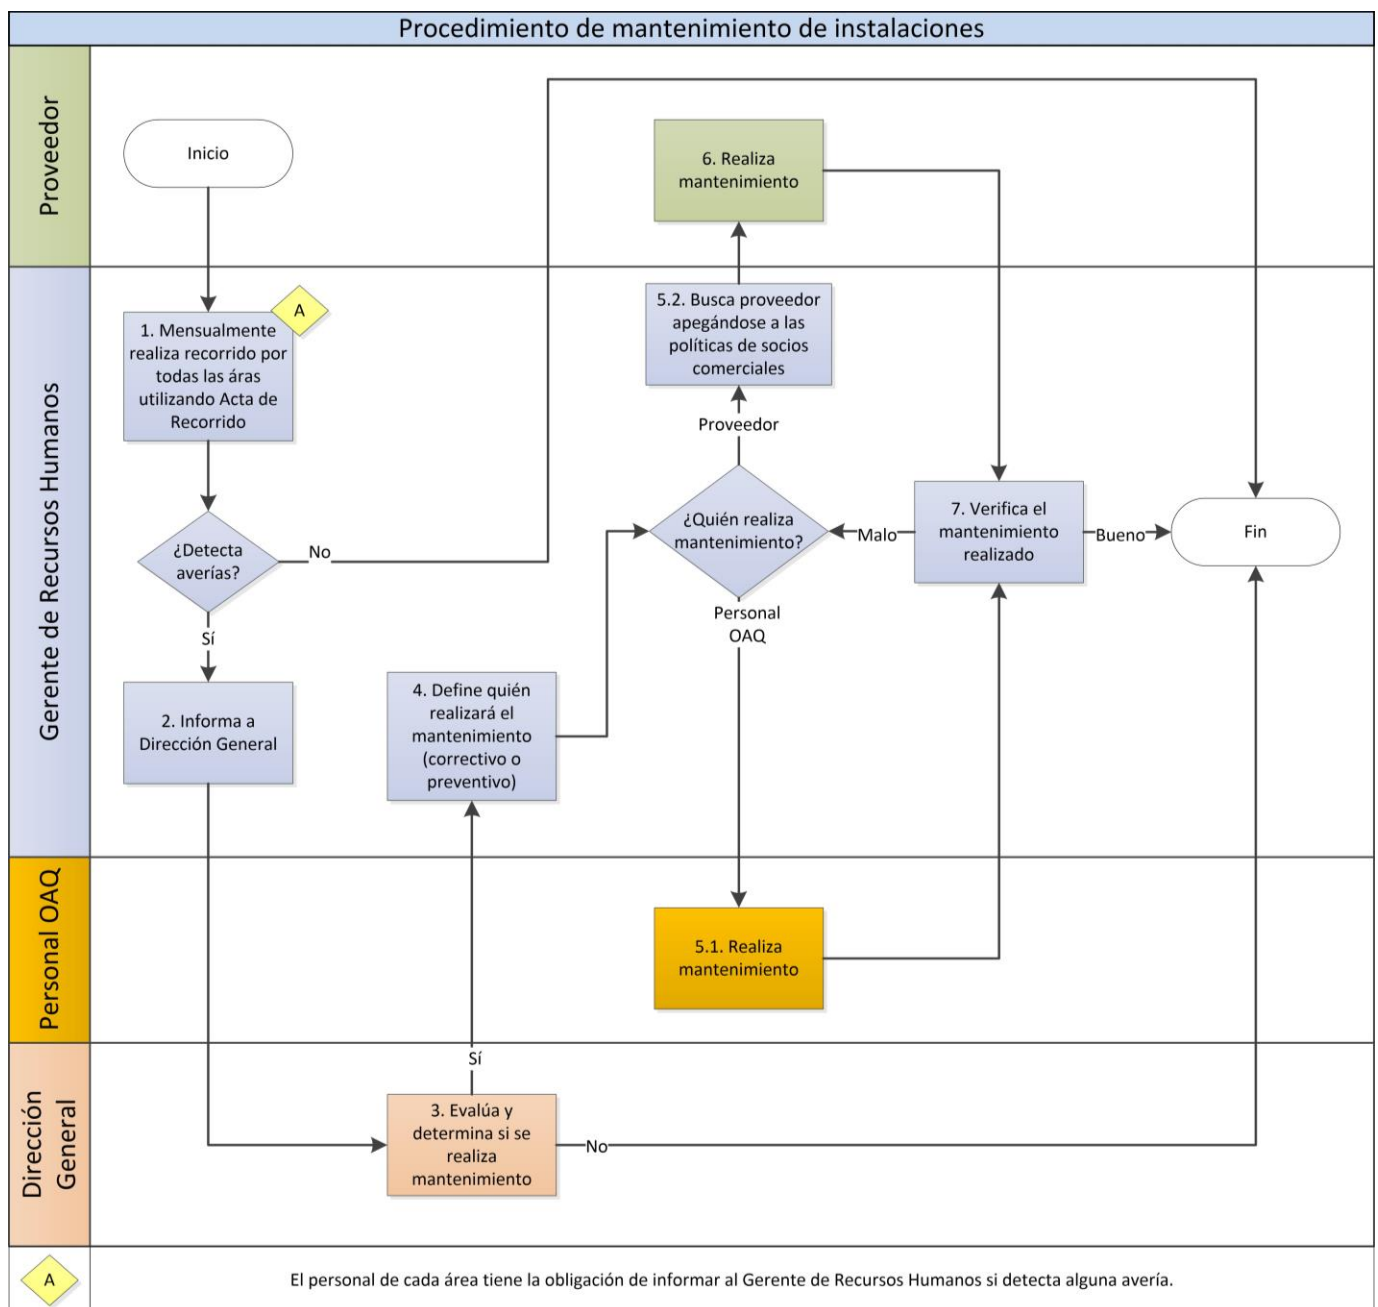 Procedimiento de mantenimiento de instalaciones
Proveedor
Inicio
6. Realiza
mantenimiento
Gerente de Recursos Humanos
A
1. Mensualmente
realiza recorrido por
todas las áras
utilizando Acta de
Recorrido
5.2. Busca proveedor
apegándose a las
políticas de socios
comerciales
Proveedor
¿Detecta
averías?
No
¿Quién realiza
mantenimiento?
Malo
7. Verifica el
mantenimiento
realizado
Bueno
Fin
Sí
Personal
OAQ
2. Informa a
Dirección General
4. Define quién
realizará el
mantenimiento
(correctivo o
preventivo)
Personal OAQ
5.1. Realiza
mantenimiento
Dirección
General
Sí
3. Evalúa y
determina si se
realiza
mantenimiento
No
A
El personal de cada área tiene la obligación de informar al Gerente de Recursos Humanos si detecta alguna avería.